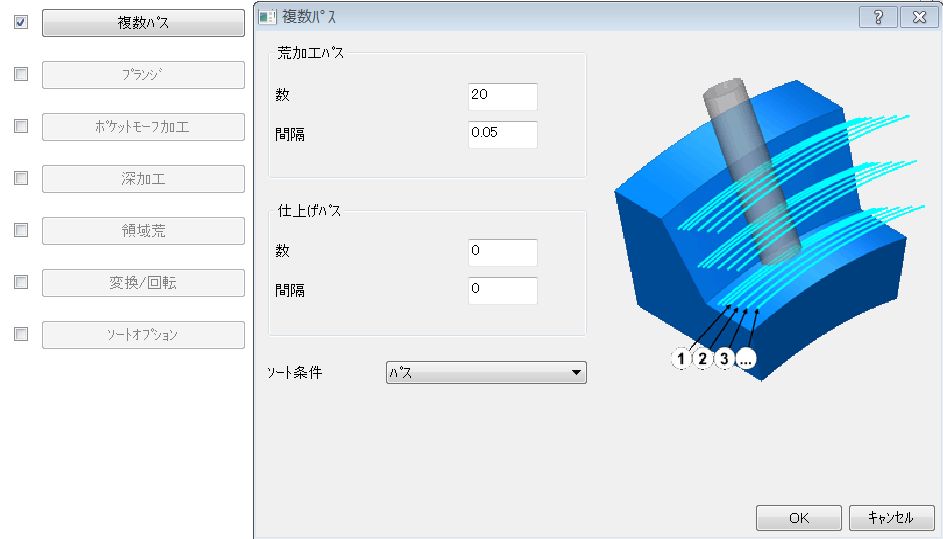 複数ﾊﾟｽ
ﾌﾟﾗﾝｼﾞ
ﾎﾟｹｯﾄﾓｰﾌ加工
深加工
領域荒
変換/回転
ｿｰﾄｵﾌﾟｼｮﾝ
複数ﾊﾟｽ
?
荒加工ﾊﾟｽ
数
20
間隔
0.05
仕上げﾊﾟｽ
数
0
間隔
0
ｿｰﾄ条件
ﾊﾟｽ
1 2 3 ...
OK
ｷｬﾝｾﾙ